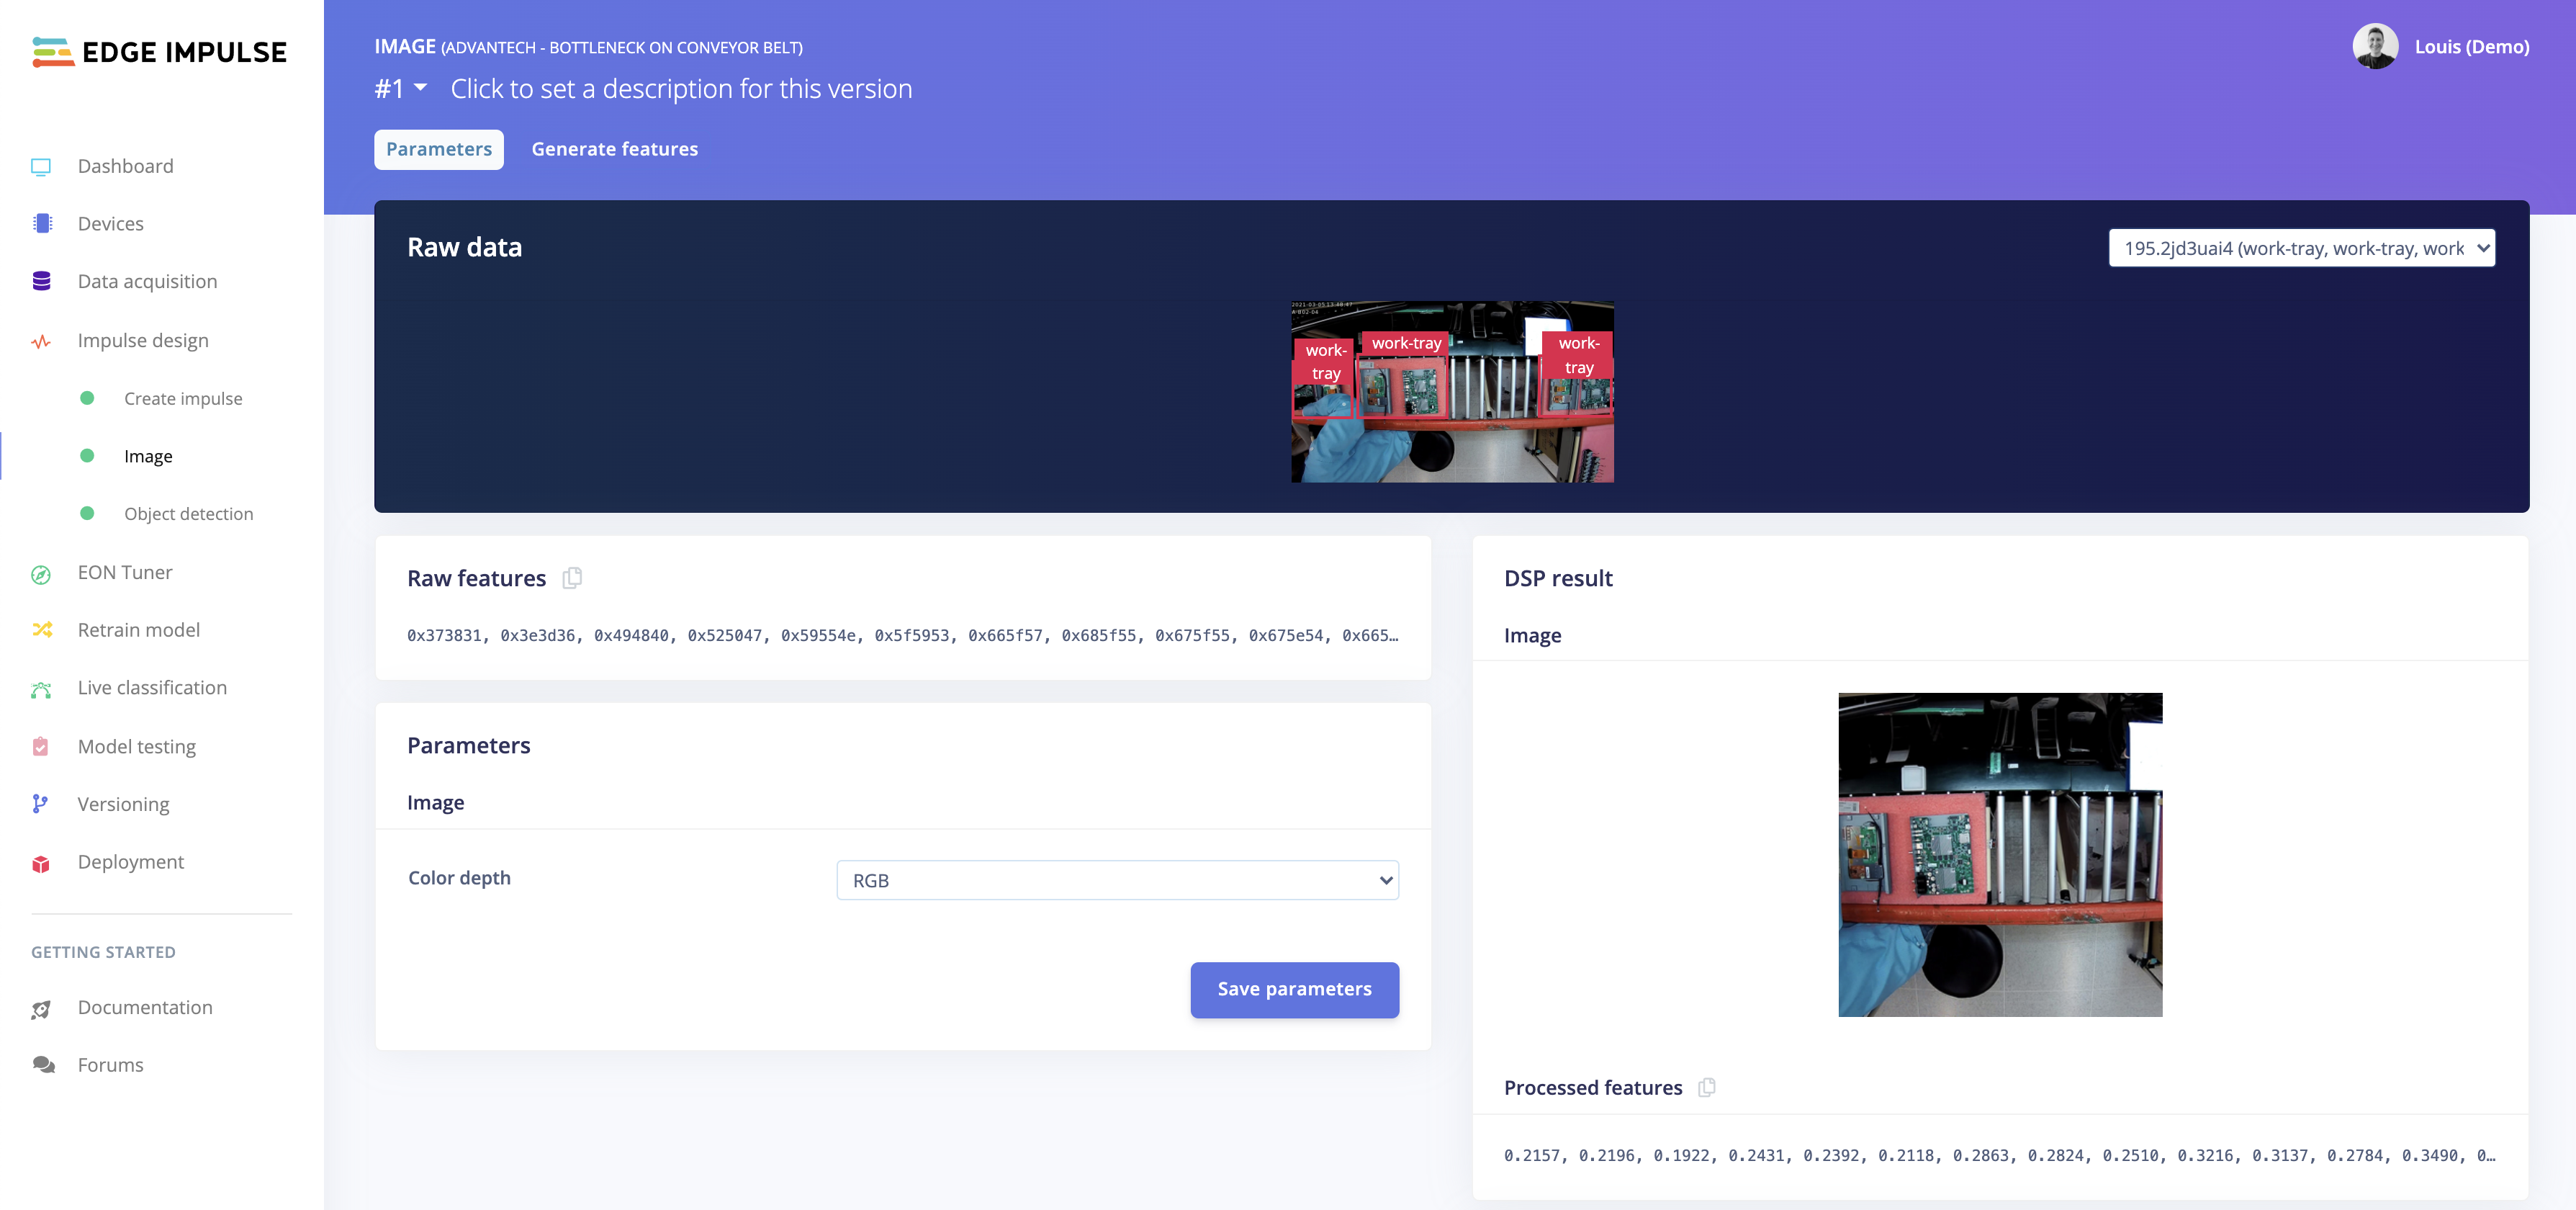 EDGE IMPULSE
Dashboard
Devices
Data acquisition
Impulse design
Create impulse
Image
Object detection
EON Tuner
Retrain model
Live classification
Model testing
Versioning
Deployment
GETTING STARTED
Documentation
Forums
IMAGE (ADVANTECH - BOTTLENECK ON CONVEYOR BELT)
Louis (Demo)
#1 Click to set a description for this version
Parameters Generate features
Raw data
195.2jd3uai4 (work-tray, work-tray, work
work-
tray
work-tray
work-
tray
Raw features
0x373831, 0x3e3d36, 0x494840, 0x525047, 0x59554e, 0x5f5953, 0x665f57, 0x685f55, 0x675f55, 0x675e54, 0x665…
Parameters
Image
Color depth RGB
Save parameters
DSP result
Image
Processed features
0.2157, 0.2196, 0.1922, 0.2431, 0.2392, 0.2118, 0.2863, 0.2824, 0.2510, 0.3216, 0.3137, 0.2784, 0.3490, 0…